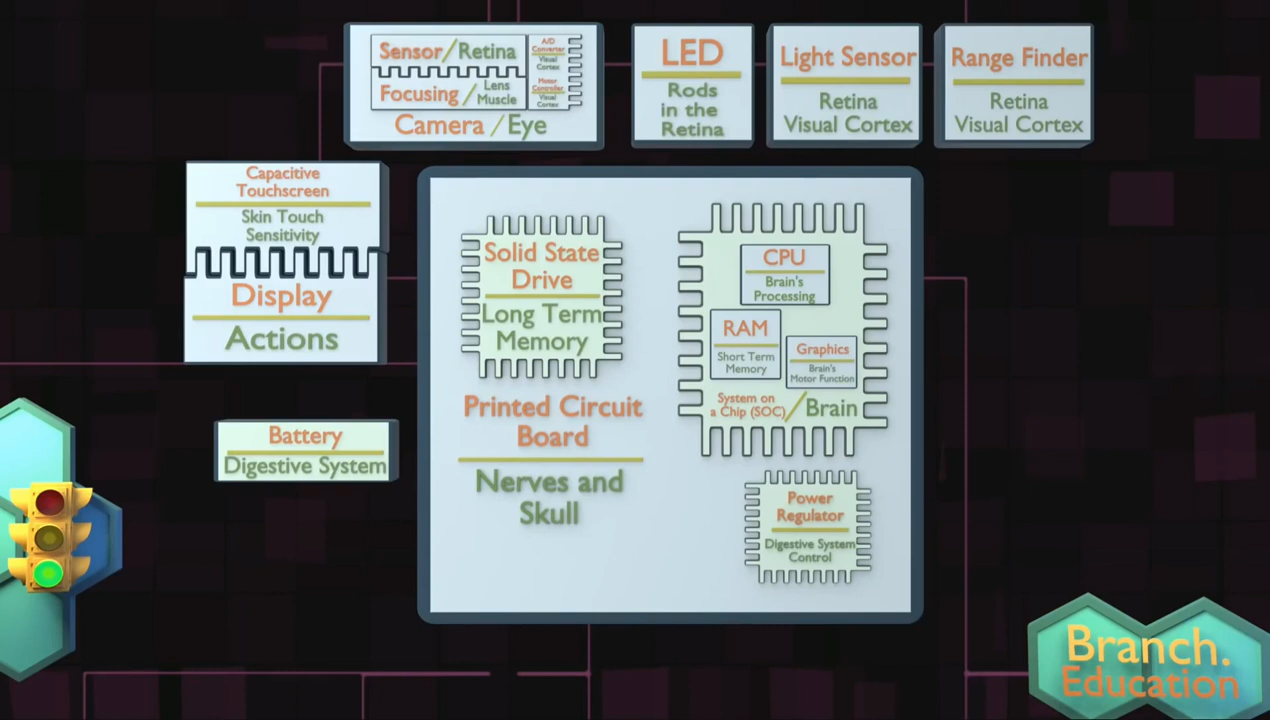 Sensor/Retina
A/D
Converter
Visual
Cortex
Focusing/Lens
Muscle
Motor
Controller
Visual
Cortex
Camera/Eye
LED
Rods
in the
Retina
Light Sensor
Retina
Visual Cortex
Range Finder
Retina
Visual Cortex
Capacitive
Touchscreen
Skin Touch
Sensitivity
Display
Actions
Battery
Digestive System
Solid State
Drive
Long Term
Memory
Printed Circuit
Board
Nerves and
Skull
CPU
Brain's
Processing
RAM
Short Term
Memory
Graphics
Brain's
Motor Function
System on
a Chip (SOC)/Brain
Power
Regulator
Digestive System
Control
Branch.
Education